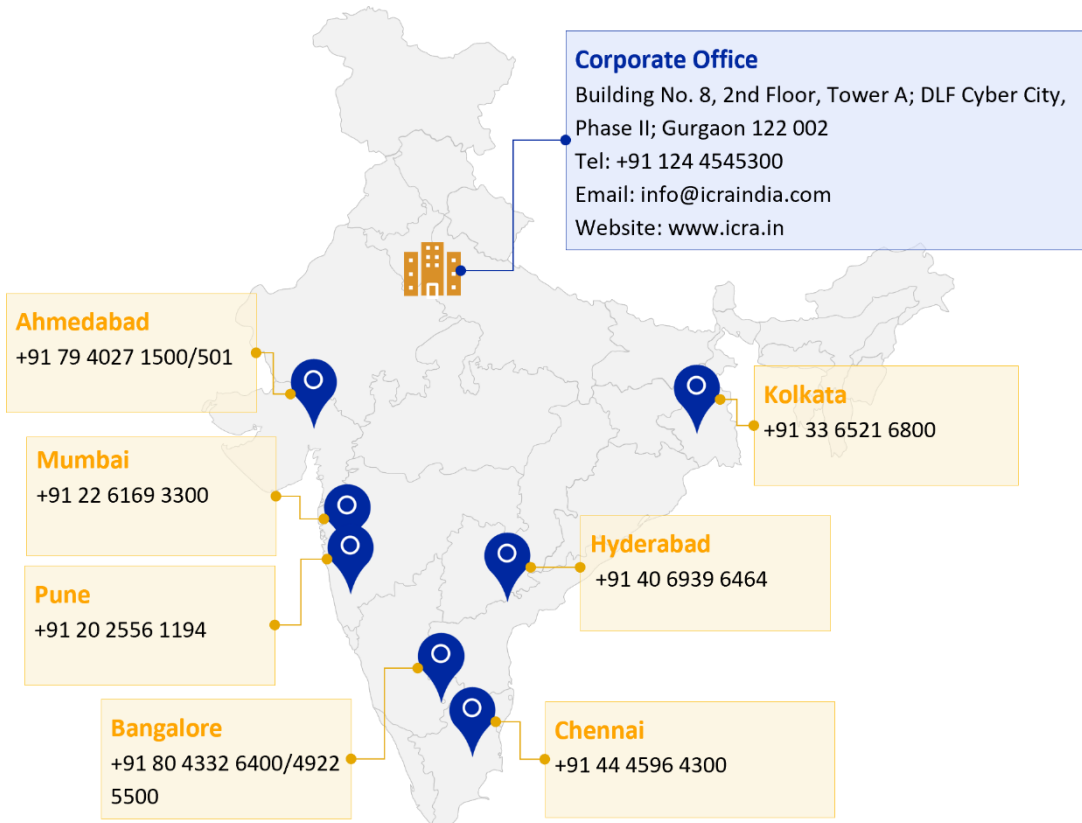 Corporate Office
Building No. 8, 2nd Floor, Tower A; DLF Cyber City,
Phase II; Gurgaon 122 002
Tel: +91 124 4545300
Email: info@icraindia.com
Website: www.icra.in
Ahmedabad
+91 79 4027 1500/501
Kolkata
+91 33 6521 6800
Mumbai
+91 22 6169 3300
Hyderabad
+91 40 6939 6464
Pune
+91 20 2556 1194
Bangalore
+91 80 4332 6400/4922
5500
Chennai
+91 44 4596 4300